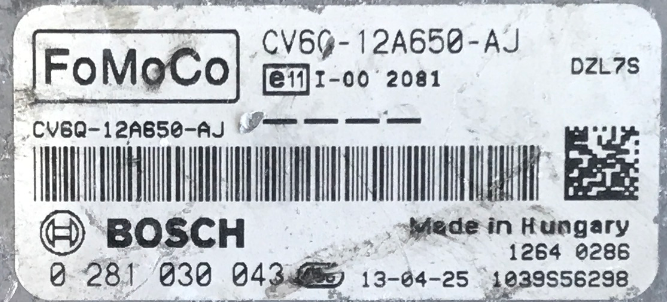 FoMoCo
CV6Q-12A650-AJ
e11 I-00 2081
DZL7S
CV6Q-12A650-AJ
BOSCH
Made in Hungary
1264 0286
0 281 030 043
13-04-25 1039S56298